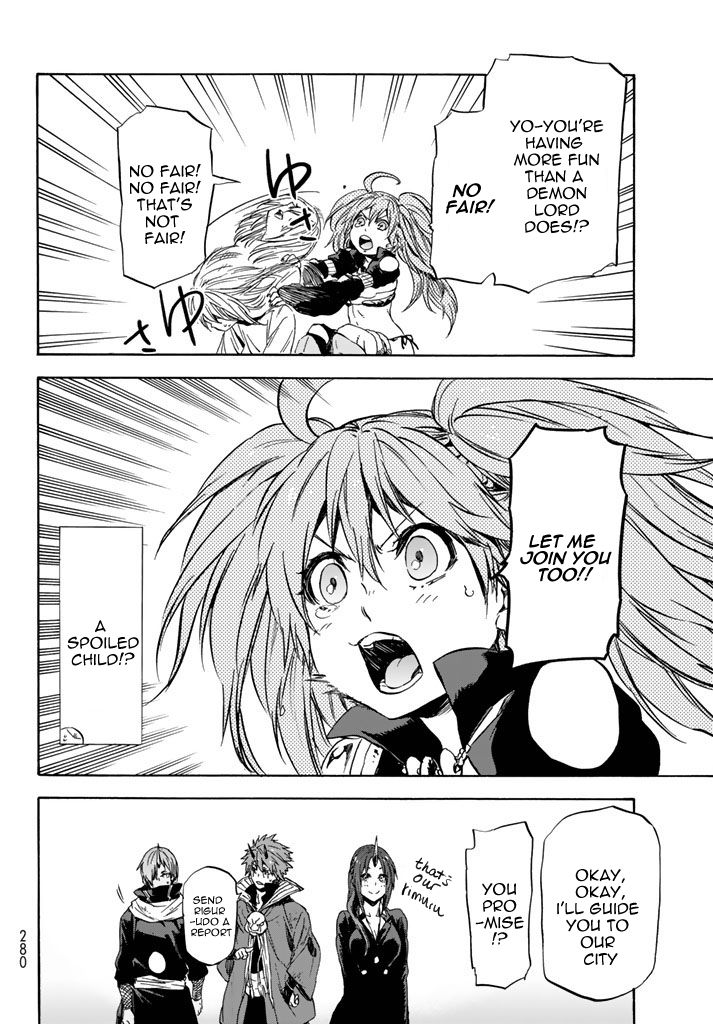 YO-YOU'RE
HAVING
MORE FUN
THAN A
DEMON
LORD
DOES!?
NO
FAIR!
NO FAIR!
NO FAIR!
THAT'S
NOT
FAIR!
ゆ
さ
ゆ
さ
LET ME
JOIN YOU
TOO!!
A
SPOILED
CHILD!?
OKAY,
OKAY,
I'LL GUIDE
YOU TO
OUR
CITY
YOU
PRO
-MISE
!?
that's
our
rimuru
SEND
RIGUR
-UDO A
REPORT
280